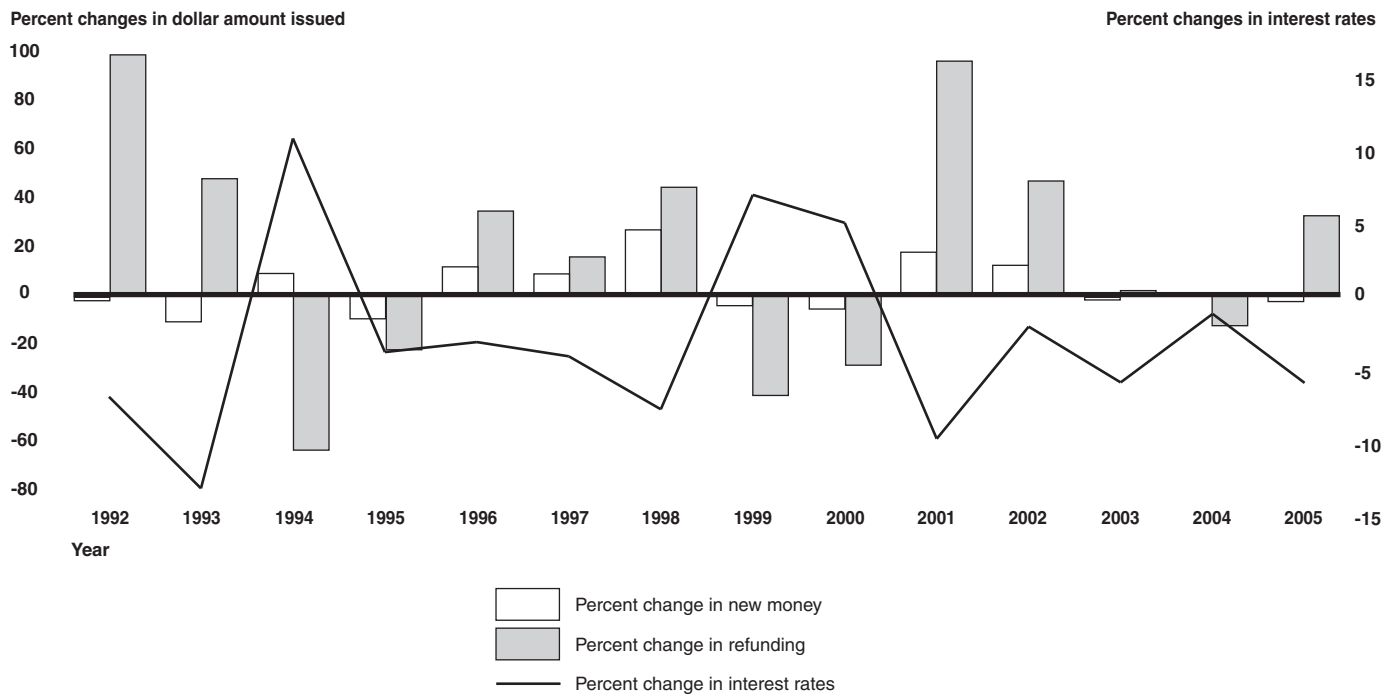 Percent changes in dollar amount issued
Percent changes in interest rates
100
80
60
40
20
0
-20
-40
-60
-80
15
10
5
0
-5
-10
-15
1992 1993 1994 1995 1996 1997 1998 1999 2000 2001 2002 2003 2004 2005
Year
Percent change in new money
Percent change in refunding
Percent change in interest rates